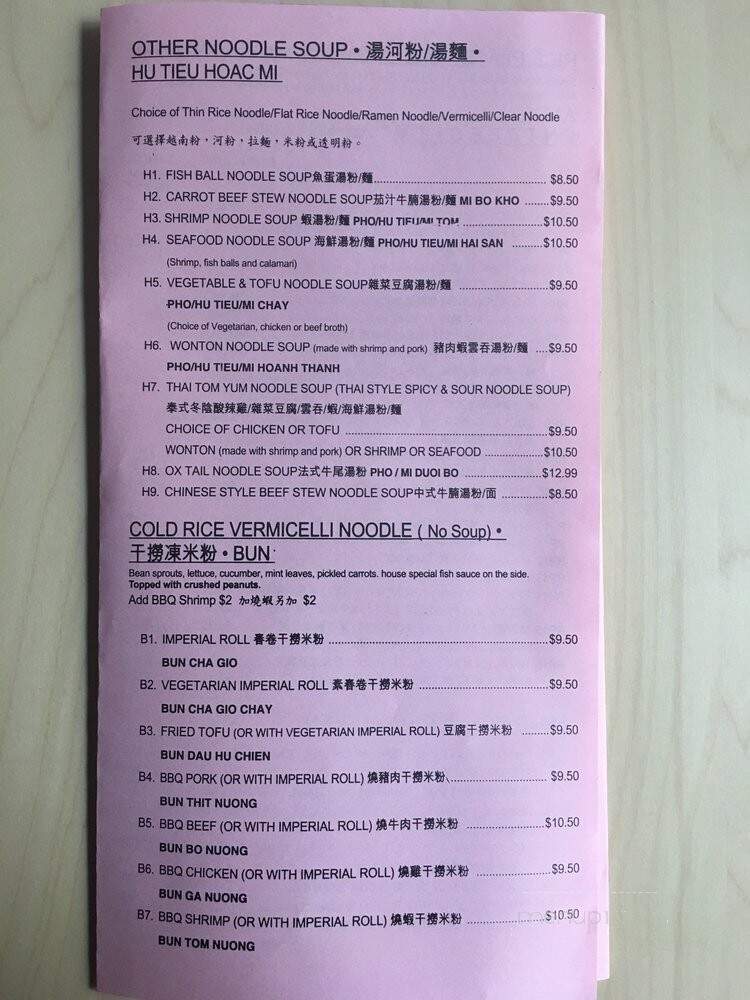 OTHER NOODLE SOUP • 湯河粉/湯麵 •
HU TIEU HOAC MI
Choice of Thin Rice Noodle/Flat Rice Noodle/Ramen Noodle/Vermicelli/Clear Noodle
可選擇越南粉，河粉，拉麵，米粉或透明粉。
H1. FISH BALL NOODLE SOUP魚蛋湯粉/麵 $8.50
H2. CARROT BEEF STEW NOODLE SOUP茄汁牛腩湯粉/麵 MI BO KHO $9.50
H3. SHRIMP NOODLE SOUP 蝦湯粉/麵 PHO/HU TIEU/MI TOM $10.50
H4. SEAFOOD NOODLE SOUP 海鮮湯粉/麵 PHO/HU TIEU/MI HAI SAN $10.50
(Shrimp, fish balls and calamari)
H5. VEGETABLE & TOFU NOODLE SOUP雜菜豆腐湯粉/麵 $9.50
PHO/HU TIEU/MI CHAY
(Choice of Vegetarian, chicken or beef broth)
H6. WONTON NOODLE SOUP (made with shrimp and pork) 豬肉蝦雲吞湯粉/麵 $9.50
PHO/HU TIEU/MI HOANH THANH
H7. THAI TOM YUM NOODLE SOUP (THAI STYLE SPICY & SOUR NOODLE SOUP)
泰式冬陰酸辣雞/雜菜豆腐/雲吞/蝦/海鮮湯粉/麵
CHOICE OF CHICKEN OR TOFU $9.50
WONTON (made with shrimp and pork) OR SHRIMP OR SEAFOOD $10.50
H8. OX TAIL NOODLE SOUP法式牛尾湯粉 PHO / MI DUOI BO $12.99
H9. CHINESE STYLE BEEF STEW NOODLE SOUP中式牛腩湯粉/面 $8.50
COLD RICE VERMICELLI NOODLE ( No Soup) •
干撈凍米粉 • BUN
Bean sprouts, lettuce, cucumber, mint leaves, pickled carrots. house special fish sauce on the side.
Topped with crushed peanuts.
Add BBQ Shrimp $2 加燒蝦另加 $2
B1. IMPERIAL ROLL 春卷干撈米粉 $9.50
BUN CHA GIO
B2. VEGETARIAN IMPERIAL ROLL 素春卷干撈米粉 $9.50
BUN CHA GIO CHAY
B3. FRIED TOFU (OR WITH VEGETARIAN IMPERIAL ROLL) 豆腐干撈米粉 $9.50
BUN DAU HU CHIEN
B4. BBQ PORK (OR WITH IMPERIAL ROLL) 燒豬肉干撈米粉 $9.50
BUN THIT NUONG
B5. BBQ BEEF (OR WITH IMPERIAL ROLL) 燒牛肉干撈米粉 $10.50
BUN BO NUONG
B6. BBQ CHICKEN (OR WITH IMPERIAL ROLL) 燒雞干撈米粉 $9.50
BUN GA NUONG
B7. BBQ SHRIMP (OR WITH IMPERIAL ROLL) 燒蝦干撈米粉 $10.50
BUN TOM NUONG